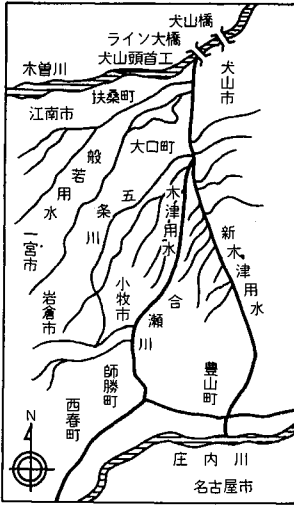 犬山橋
ライン大橋
犬山頭首工
木曽川
扶桑町
犬山市
江南市
般若用水
大口町
五条川
木津用水
新木津用水
一宮市
岩倉市
小牧市
合瀬川
師勝町
豊山町
西春町
N
庄内川
名古屋市